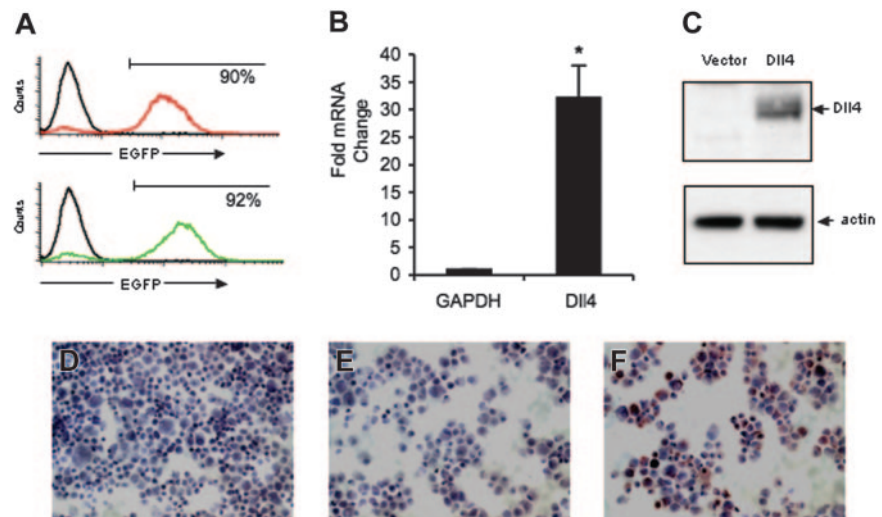 A
Counts
90%
EGFP
Counts
92%
EGFP
B
Fold mRNA
Change
40
35
30
25
20
15
10
5
0
*
GAPDH
Dll4
C
Vector Dll4
Dll4
actin
D
E
F